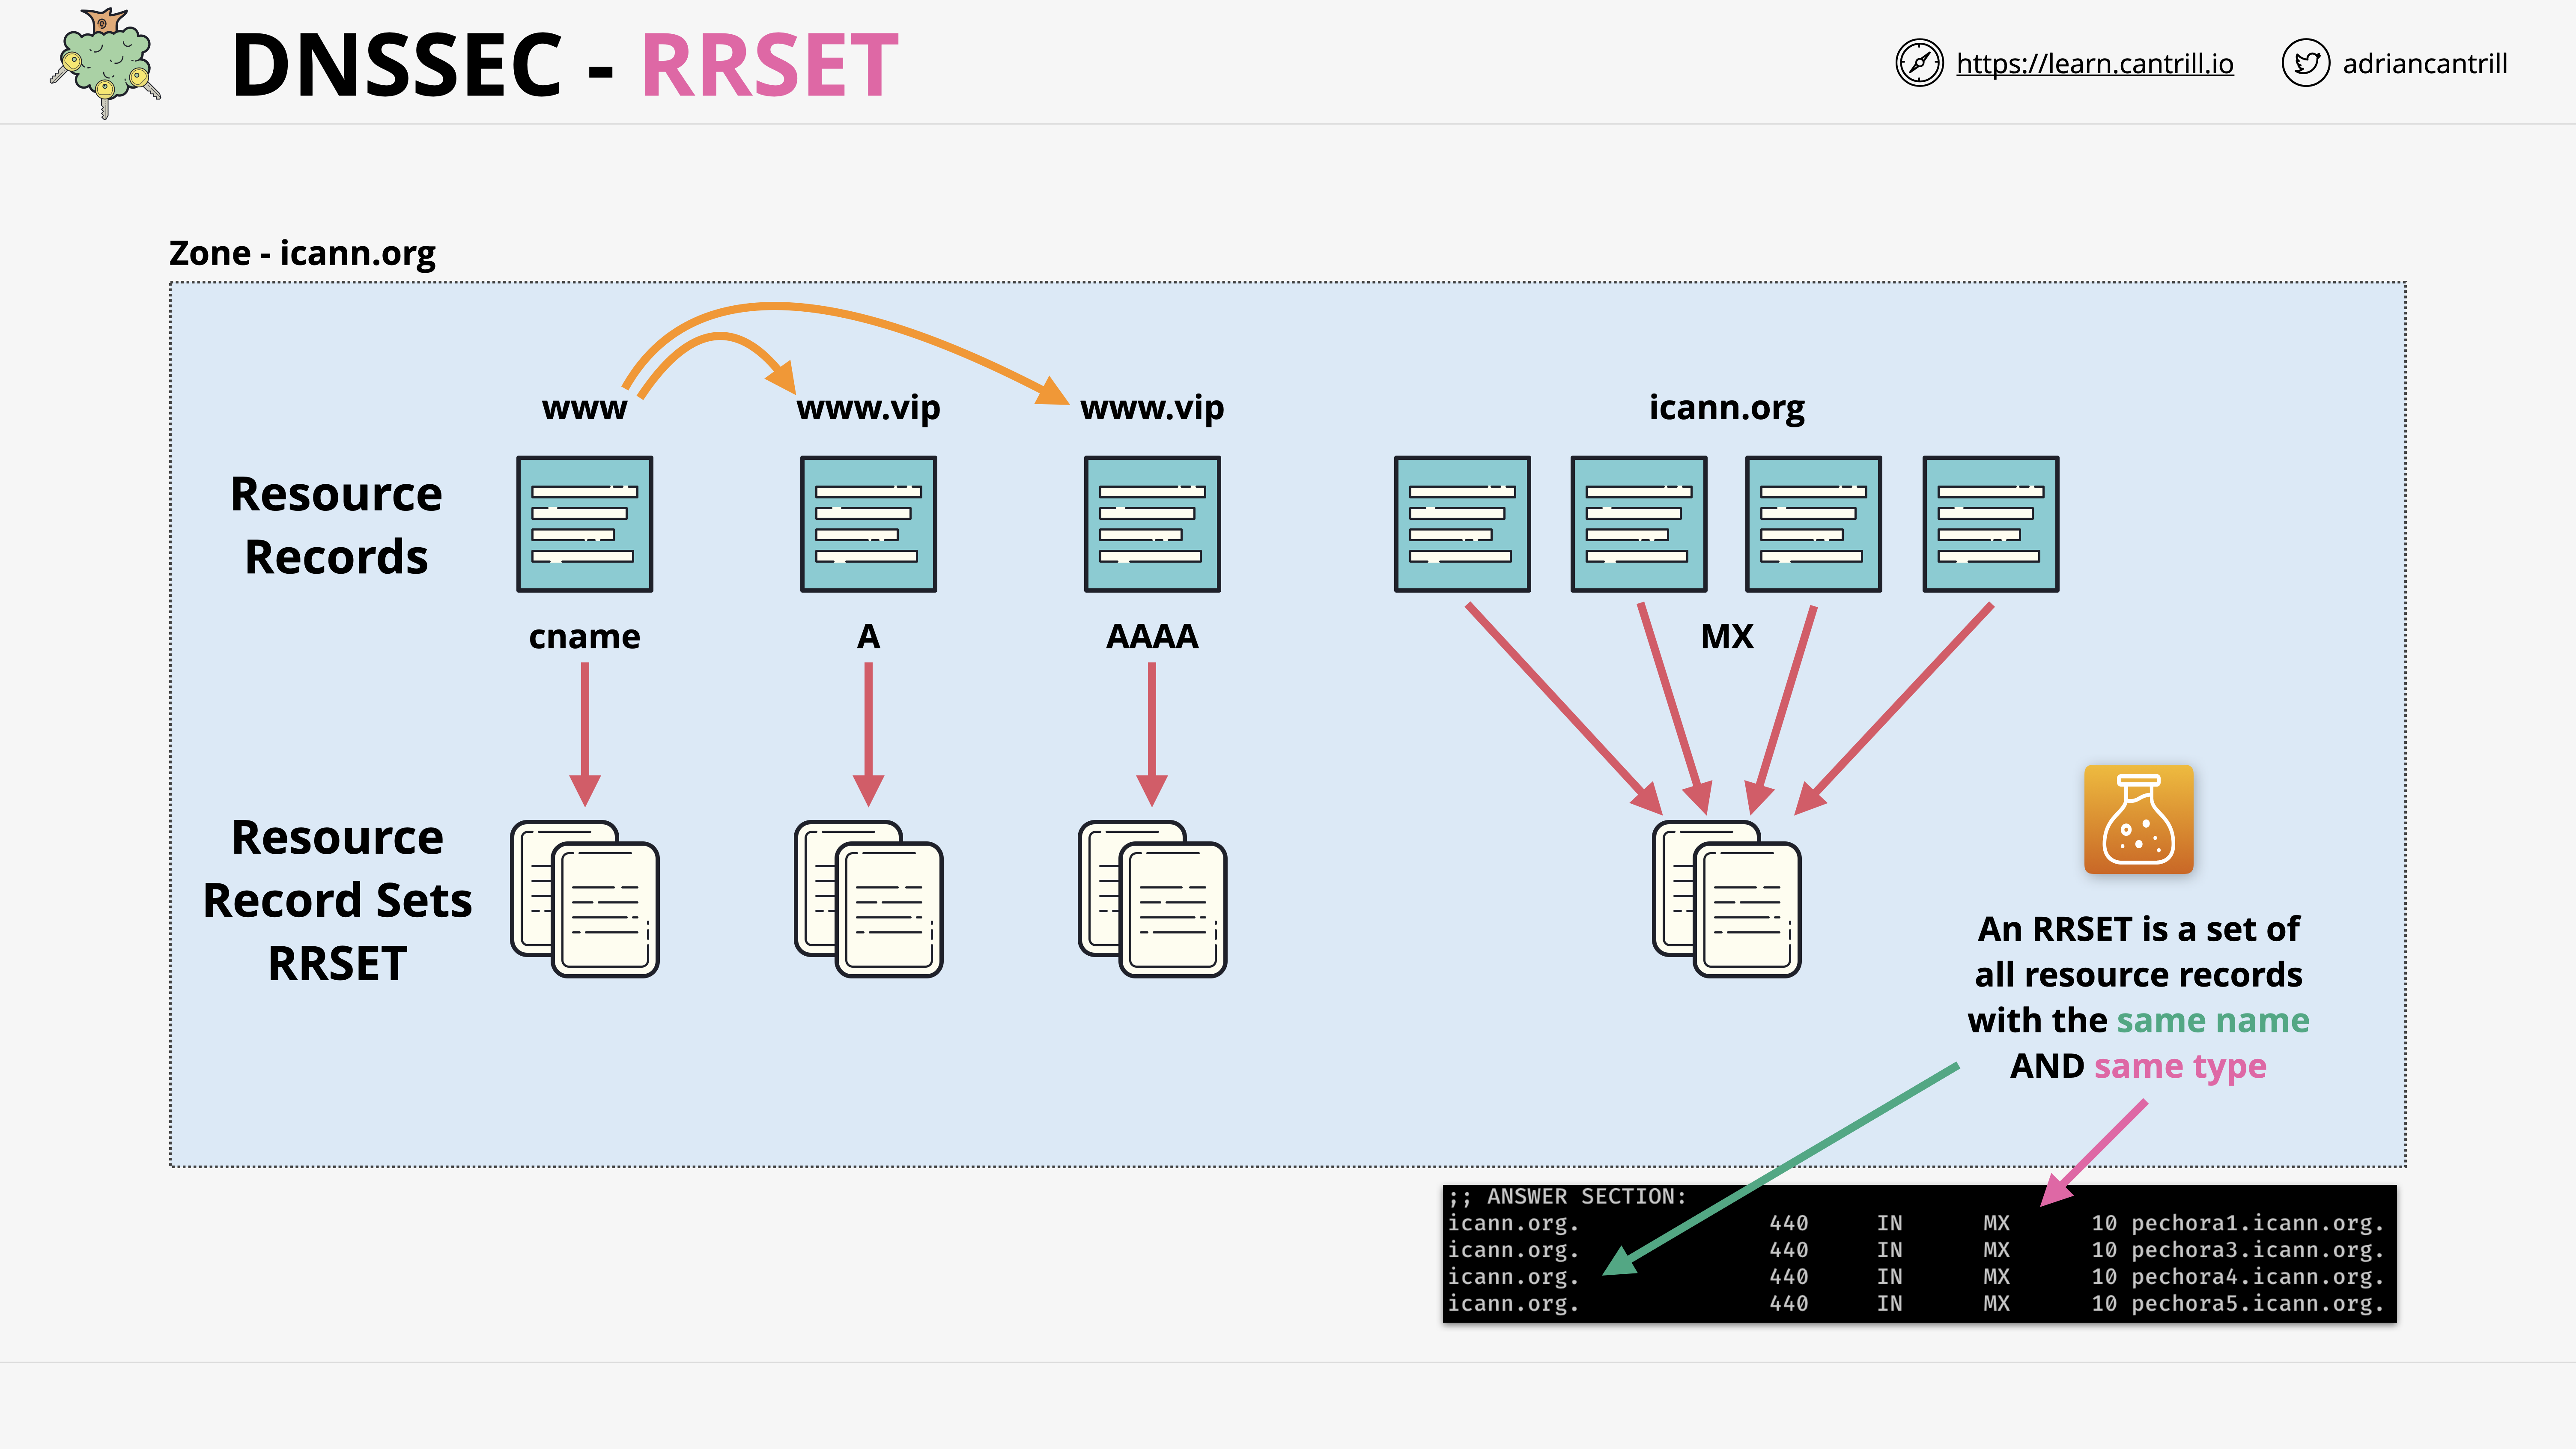 DNSSEC - RRSET
https://learn.cantrill.io
adriancantrill
Zone - icann.org
www
www.vip
www.vip
icann.org
Resource
Records
cname
A
AAAA
MX
Resource
Record Sets
RRSET
An RRSET is a set of
all resource records
with the same name
AND same type
;; ANSWER SECTION:
icann.org. 440 IN MX 10 pechora1.icann.org.
icann.org. 440 IN MX 10 pechora3.icann.org.
icann.org. 440 IN MX 10 pechora4.icann.org.
icann.org. 440 IN MX 10 pechora5.icann.org.